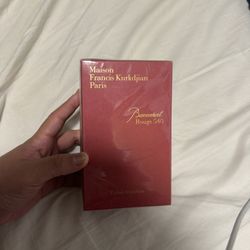 Maison
Francis Kurkdjian
Paris
Baccarat
Rouge 540